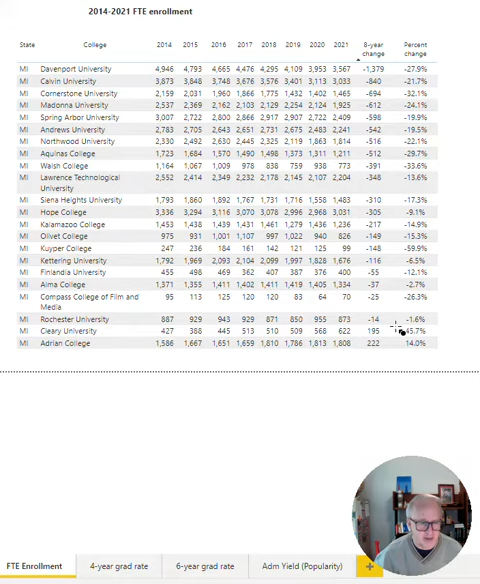 2014-2021 FTE enrollment
State College 2014 2015 2016 2017 2018 2019 2020 2021 8-year change Percent change
MI Davenport University 4,946 4,793 4,665 4,476 4,295 4,109 3,953 3,567 -1,379 -27.9%
MI Calvin University 3,873 3,848 3,748 3,676 3,576 3,401 3,113 3,033 -840 -21.7%
MI Cornerstone University 2,159 2,031 1,960 1,866 1,775 1,432 1,402 1,465 -694 -32.1%
MI Madonna University 2,537 2,369 2,162 2,103 2,129 2,254 2,124 1,925 -612 -24.1%
MI Spring Arbor University 3,007 2,722 2,800 2,866 2,917 2,907 2,722 2,409 -598 -19.9%
MI Andrews University 2,783 2,705 2,643 2,651 2,731 2,675 2,483 2,241 -542 -19.5%
MI Northwood University 2,330 2,492 2,630 2,445 2,325 2,119 1,863 1,814 -516 -22.1%
MI Aquinas College 1,723 1,684 1,570 1,490 1,498 1,373 1,311 1,211 -512 -29.7%
MI Walsh College 1,164 1,067 1,009 978 838 759 938 773 -391 -33.6%
MI Lawrence Technological University 2,552 2,414 2,349 2,232 2,178 2,145 2,107 2,204 -348 -13.6%
MI Siena Heights University 1,793 1,860 1,892 1,767 1,731 1,716 1,558 1,483 -310 -17.3%
MI Hope College 3,336 3,294 3,116 3,070 3,078 2,996 2,968 3,031 -305 -9.1%
MI Kalamazoo College 1,453 1,438 1,439 1,431 1,461 1,279 1,436 1,236 -217 -14.9%
MI Olivet College 975 931 1,001 1,107 997 1,022 940 826 -149 -15.3%
MI Kuyper College 247 236 184 161 142 121 125 99 -148 -59.9%
MI Kettering University 1,792 1,969 2,093 2,104 2,099 1,997 1,828 1,676 -116 -6.5%
MI Finlandia University 455 498 469 362 407 387 376 400 -55 -12.1%
MI Alma College 1,371 1,355 1,411 1,402 1,411 1,419 1,405 1,334 -37 -2.7%
MI Compass College of Film and Media 95 113 125 120 120 83 64 70 -25 -26.3%
MI Rochester University 887 929 943 929 871 850 955 873 -14 -1.6%
MI Cleary University 427 388 445 513 510 509 568 622 195 45.7%
MI Adrian College 1,586 1,667 1,651 1,659 1,810 1,786 1,813 1,808 222 14.0%
FTE Enrollment 4-year grad rate 6-year grad rate Adm Yield (Popularity) +